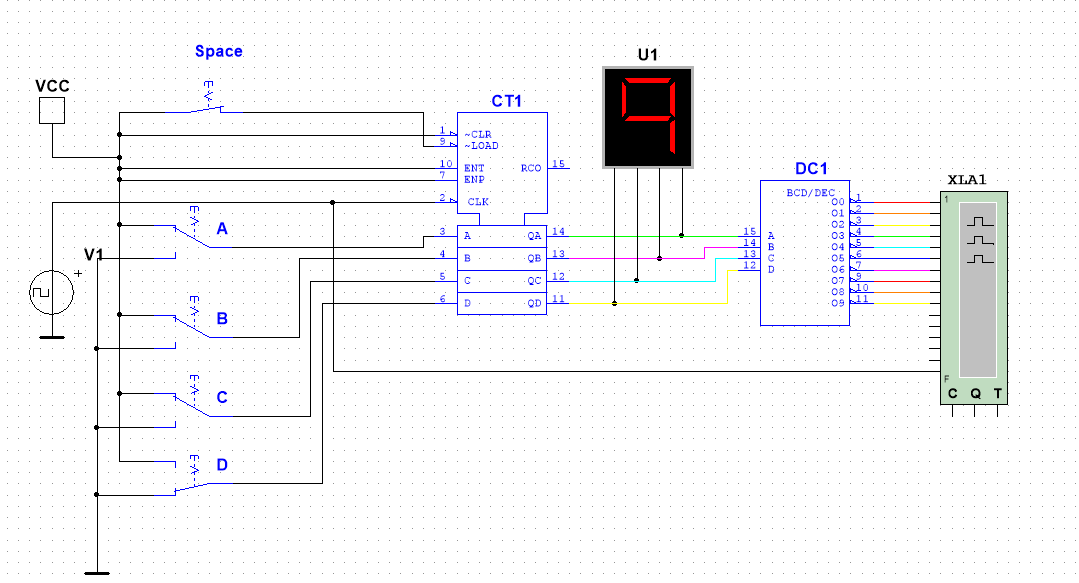 Space
VCC
V1
+
A
B
C
D
CT1
1 ~CLR
9 ~LOAD
10 ENT RCO 15
7 ENP
2 CLK
3 A QA 14
4 B QB 13
5 C QC 12
6 D QD 11
U1
9
DC1
BCD/DEC
O0 1
O1 2
O2 3
15 A O3 4
14 B O4 5
13 C O5 6
12 D O6 7
O7 9
O8 10
O9 11
XLA1
1
F
C Q T